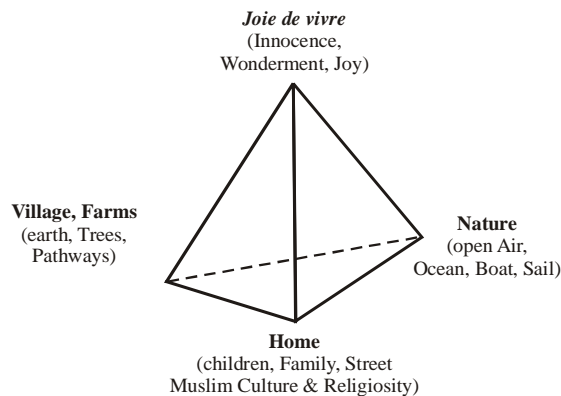 Joie de vivre
(Innocence,
Wonderment, Joy)
Village, Farms
(earth, Trees,
Pathways)
Nature
(open Air,
Ocean, Boat, Sail)
Home
(children, Family, Street
Muslim Culture & Religiosity)